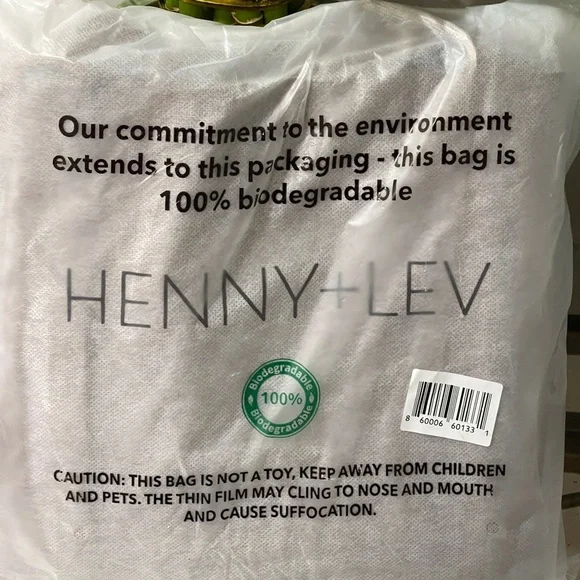 Our commitment to the environment
extends to this packaging - this bag is
100% biodegradable
HENNY+LEV
Biodegradable
100%
Biodegradable
8 60006 60133 1
CAUTION: THIS BAG IS NOT A TOY, KEEP AWAY FROM CHILDREN
AND PETS. THE THIN FILM MAY CLING TO NOSE AND MOUTH
AND CAUSE SUFFOCATION.